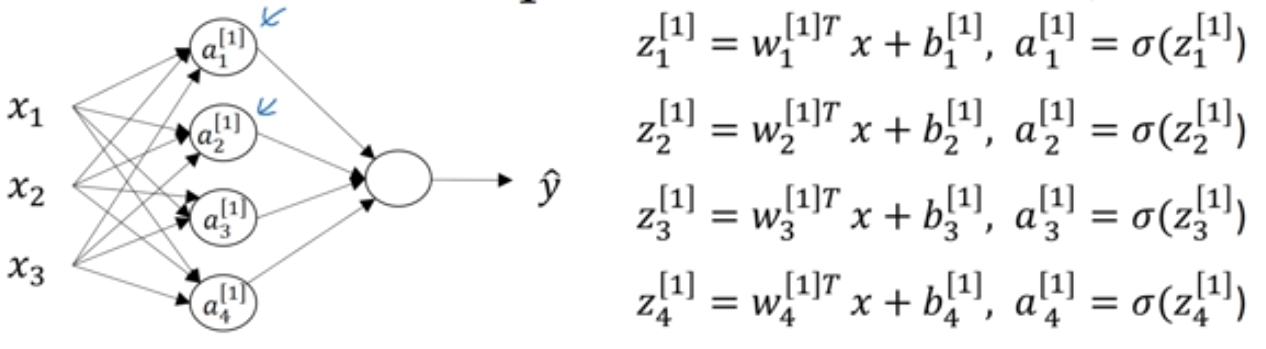 x₁
x₂
x₃
a₁^[1]
a₂^[1]
a₃^[1]
a₄^[1]
ŷ
z₁^[1] = w₁^[1]T x + b₁^[1], a₁^[1] = σ(z₁^[1])
z₂^[1] = w₂^[1]T x + b₂^[1], a₂^[1] = σ(z₂^[1])
z₃^[1] = w₃^[1]T x + b₃^[1], a₃^[1] = σ(z₃^[1])
z₄^[1] = w₄^[1]T x + b₄^[1], a₄^[1] = σ(z₄^[1])